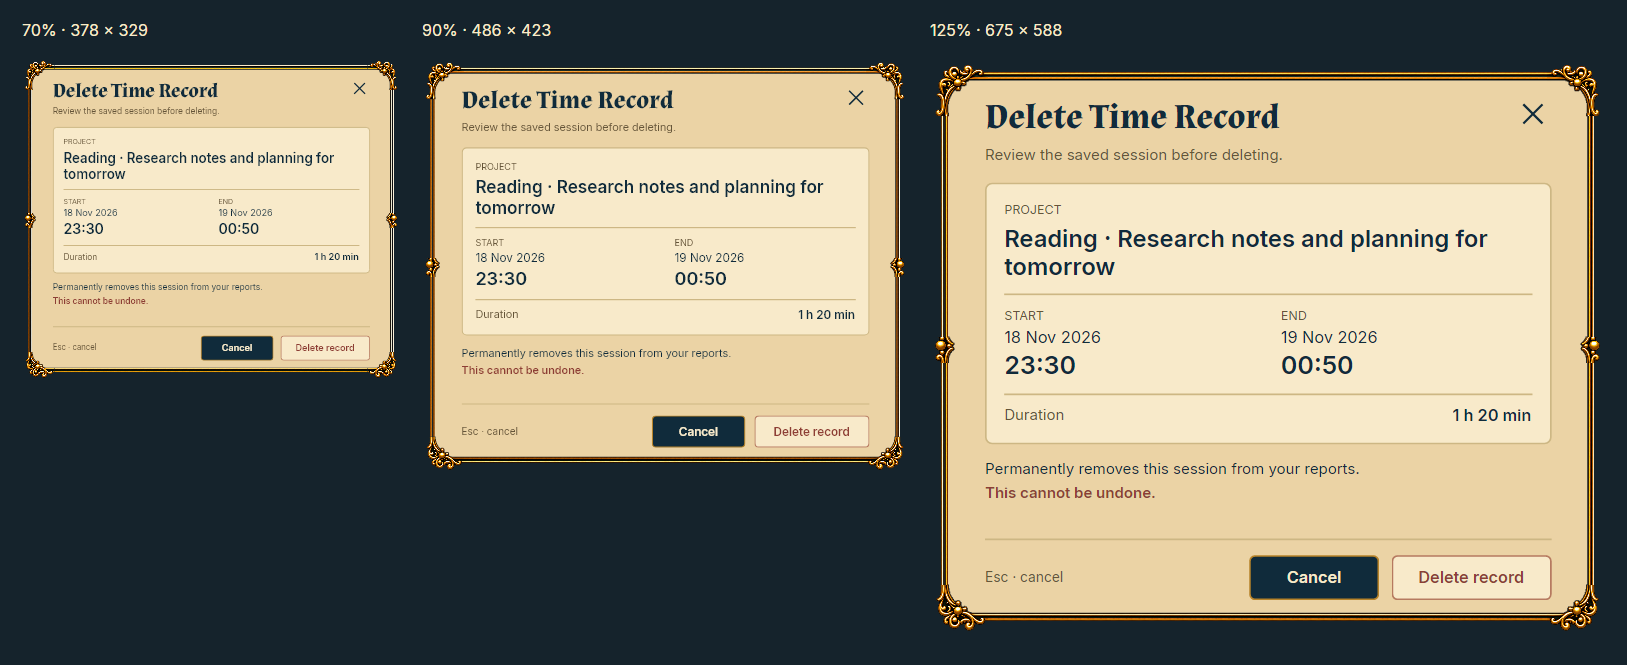 70% · 378 × 329
Delete Time Record
Review the saved session before deleting.
PROJECT
Reading · Research notes and planning for
tomorrow
START
END
18 Nov 2026
19 Nov 2026
23:30
00:50
Duration
1 h 20 min
Permanently removes this session from your reports.
This cannot be undone.
Esc · cancel
Cancel
Delete record
90% · 486 × 423
Delete Time Record
Review the saved session before deleting.
PROJECT
Reading · Research notes and planning for
tomorrow
START
END
18 Nov 2026
19 Nov 2026
23:30
00:50
Duration
1 h 20 min
Permanently removes this session from your reports.
This cannot be undone.
Esc · cancel
Cancel
Delete record
125% · 675 × 588
Delete Time Record
Review the saved session before deleting.
PROJECT
Reading · Research notes and planning for
tomorrow
START
END
18 Nov 2026
19 Nov 2026
23:30
00:50
Duration
1 h 20 min
Permanently removes this session from your reports.
This cannot be undone.
Esc · cancel
Cancel
Delete record